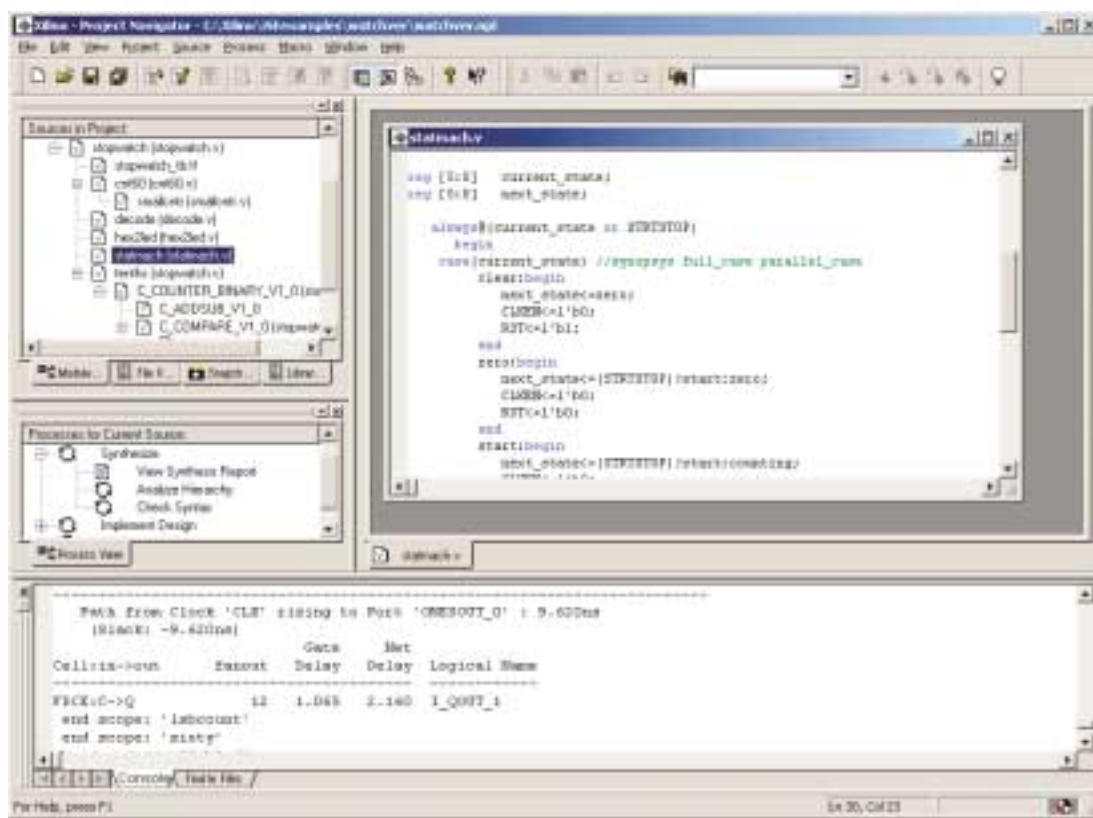 Xilinx - Project Navigator - C:\Xilinx\ISEexamples\watchver\watchver.npl
File Edit View Project Source Process Macro Window Help
Sources in Project:
stopwatch (stopwatch.v)
stopwatch_tb.tf
cnt60 (cnt60.v)
smallcntr (smallcntr.v)
decode (decode.v)
hex2led (hex2led.v)
statmach (statmach.v)
tenths (stopwatch.v)
C_COUNTER_BINARY_V1_0
C_ADDSUB_V1_0
C_COMPARE_V1_0 (stopwatch
Module... File V... Librar...
Processes for Current Source:
Synthesize
View Synthesis Report
Analyze Hierarchy
Check Syntax
Implement Design
Process View
statmach.v
reg [5:0] current_state;
reg [5:0] next_state;
always@(current_state or STRTSTOP)
begin
case(current_state) //synopsys full_case parallel_case
clear:begin
next_state<=zero;
CLKEN<=1'b0;
RST<=1'b1;
end
zero:begin
next_state<=(STRTSTOP)?start:zero;
CLKEN<=1'b0;
RST<=1'b0;
end
start:begin
next_state<=(STRTSTOP)?start:counting;
statmach.v
Path from Clock 'CLK' rising to Port 'ONESOUT_0' : 9.620ns
(Slack: -9.620ns)
Gate Net
Cell:in->out fanout Delay Delay Logical Name
FDCE:C->Q 12 1.065 2.160 I_QOUT_1
end scope: 'lsbcount'
end scope: 'sixty'
Console Find in Files
For Help, press F1
Ln 30, Col 23